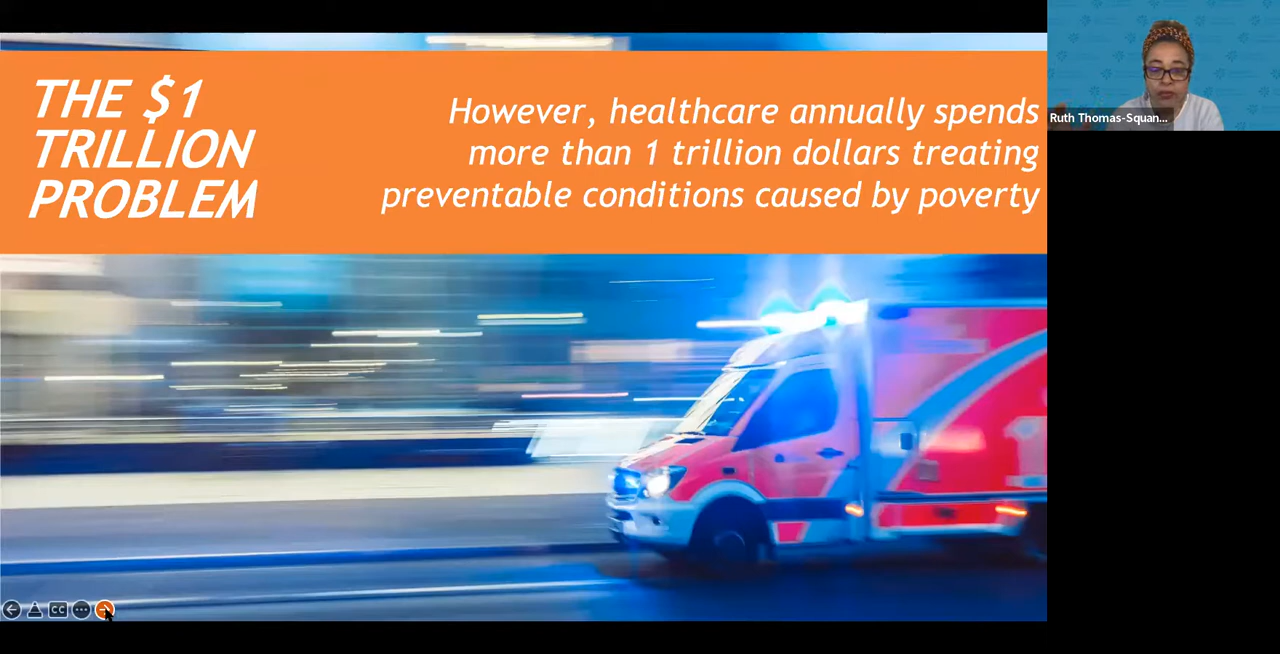 THE $1
TRILLION
PROBLEM
However, healthcare annually spends
more than 1 trillion dollars treating
preventable conditions caused by poverty
Ruth Thomas-Squan...
CC